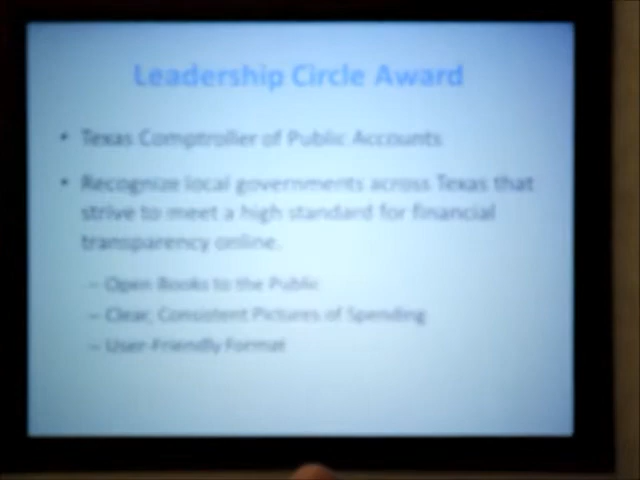 Leadership Circle Award
• Texas Comptroller of Public Accounts
• Recognize local governments across Texas that
strive to meet a high standard for financial
transparency online.
– Open Books to the Public
– Clear, Consistent Pictures of Spending
– User-Friendly Format